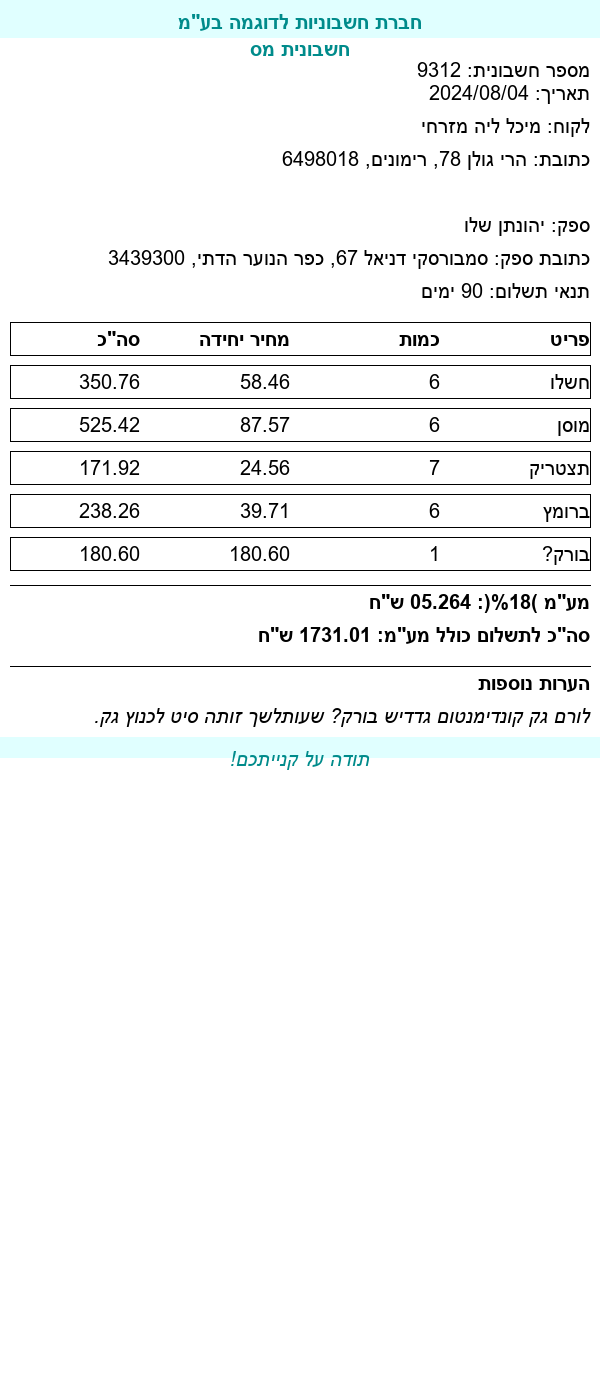 חברת חשבוניות לדוגמה בע"מ
חשבונית מס
מספר חשבונית: 9312
תאריך: 2024/08/04
לקוח: מיכל ליה מזרחי
כתובת: הרי גולן 78, רימונים, 6498018
ספק: יהונתן שלו
כתובת ספק: סמבורסקי דניאל 67, כפר הנוער הדתי, 3439300
תנאי תשלום: 90 ימים
פריט כמות מחיר יחידה סה"כ
חשלו 6 58.46 350.76
מוסן 6 87.57 525.42
תצטריק 7 24.56 171.92
ברומץ 6 39.71 238.26
בורק? 1 180.60 180.60
מע"מ )18%(: 05.264 ש"ח
סה"כ לתשלום כולל מע"מ: 1731.01 ש"ח
הערות נוספות
לורם גק קונדימנטום גדדיש בורק? שעותלשך זותה סיט לכנוץ גק.
תודה על קנייתכם!